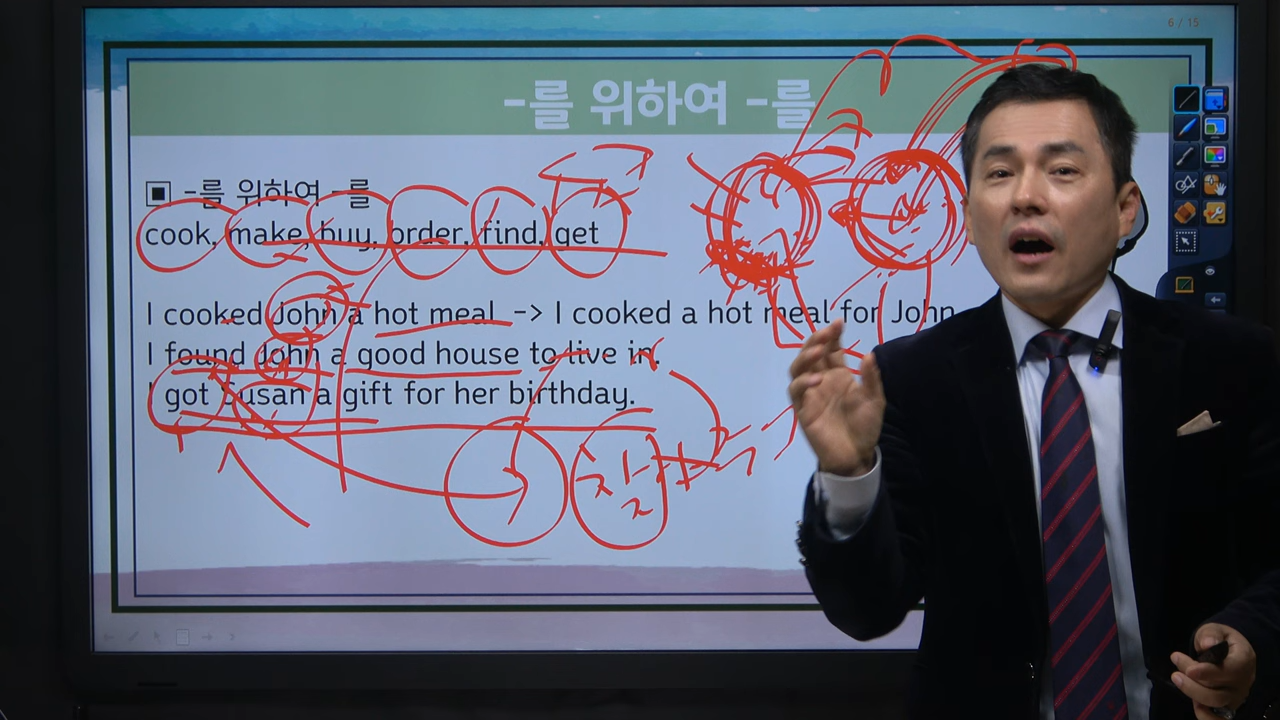 6 / 15
-를 위하여 -를
▣ -를 위하여 -를
cook, make, buy, order, find, get
I cooked John a hot meal -> I cooked a hot meal for John
I found John a good house to live in.
I got Susan a gift for her birthday.